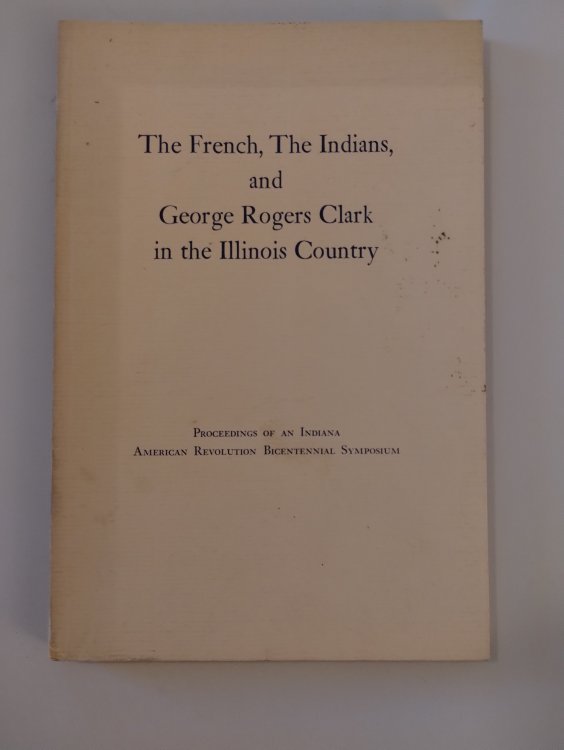 The French, The Indians,
and
George Rogers Clark
in the Illinois Country
Proceedings of an Indiana
American Revolution Bicentennial Symposium